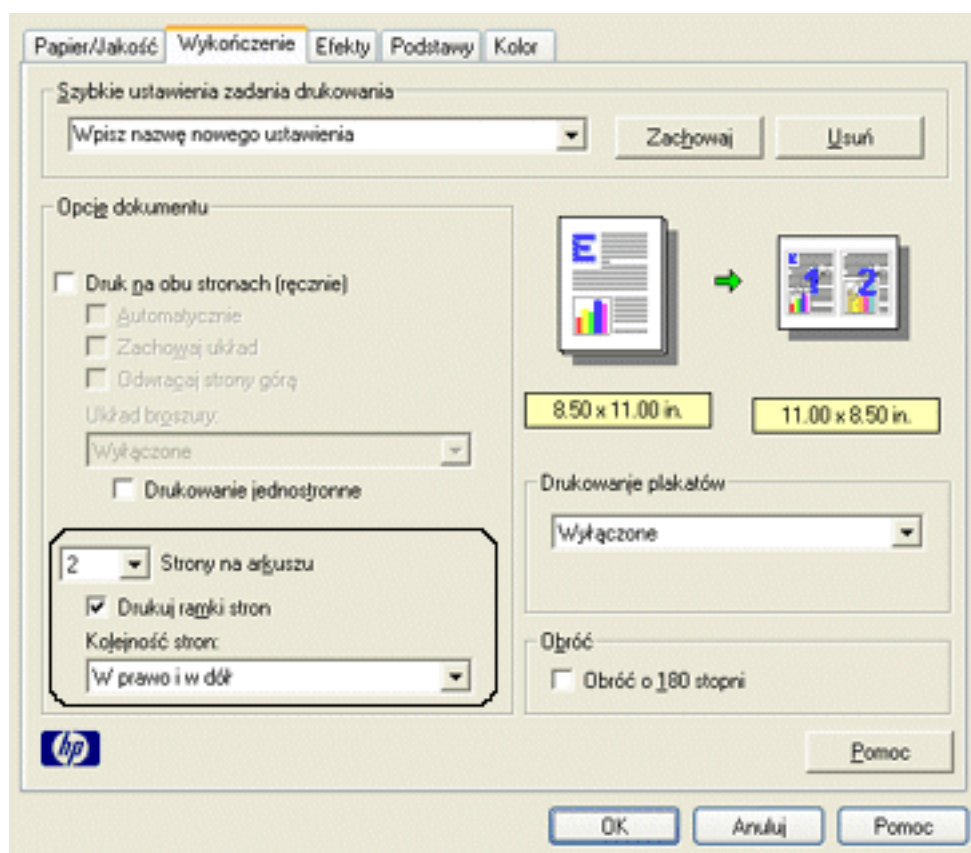 Papier/Jakość Wykończenie Efekty Podstawy Kolor
Szybkie ustawienia zadania drukowania
Wpisz nazwę nowego ustawienia Zachowaj Usuń
Opcje dokumentu
Druk na obu stronach (ręcznie)
Automatycznie
Zachowaj układ
Odwracaj strony górą
Układ broszury:
Wyłączone
Drukowanie jednostronne
2 Strony na arkuszu
Drukuj ramki stron
Kolejność stron:
W prawo i w dół
E
1 2
8.50 x 11.00 in. 11.00 x 8.50 in.
Drukowanie plakatów
Wyłączone
Obróć
Obróć o 180 stopni
hp
Pomoc
OK Anuluj Pomoc